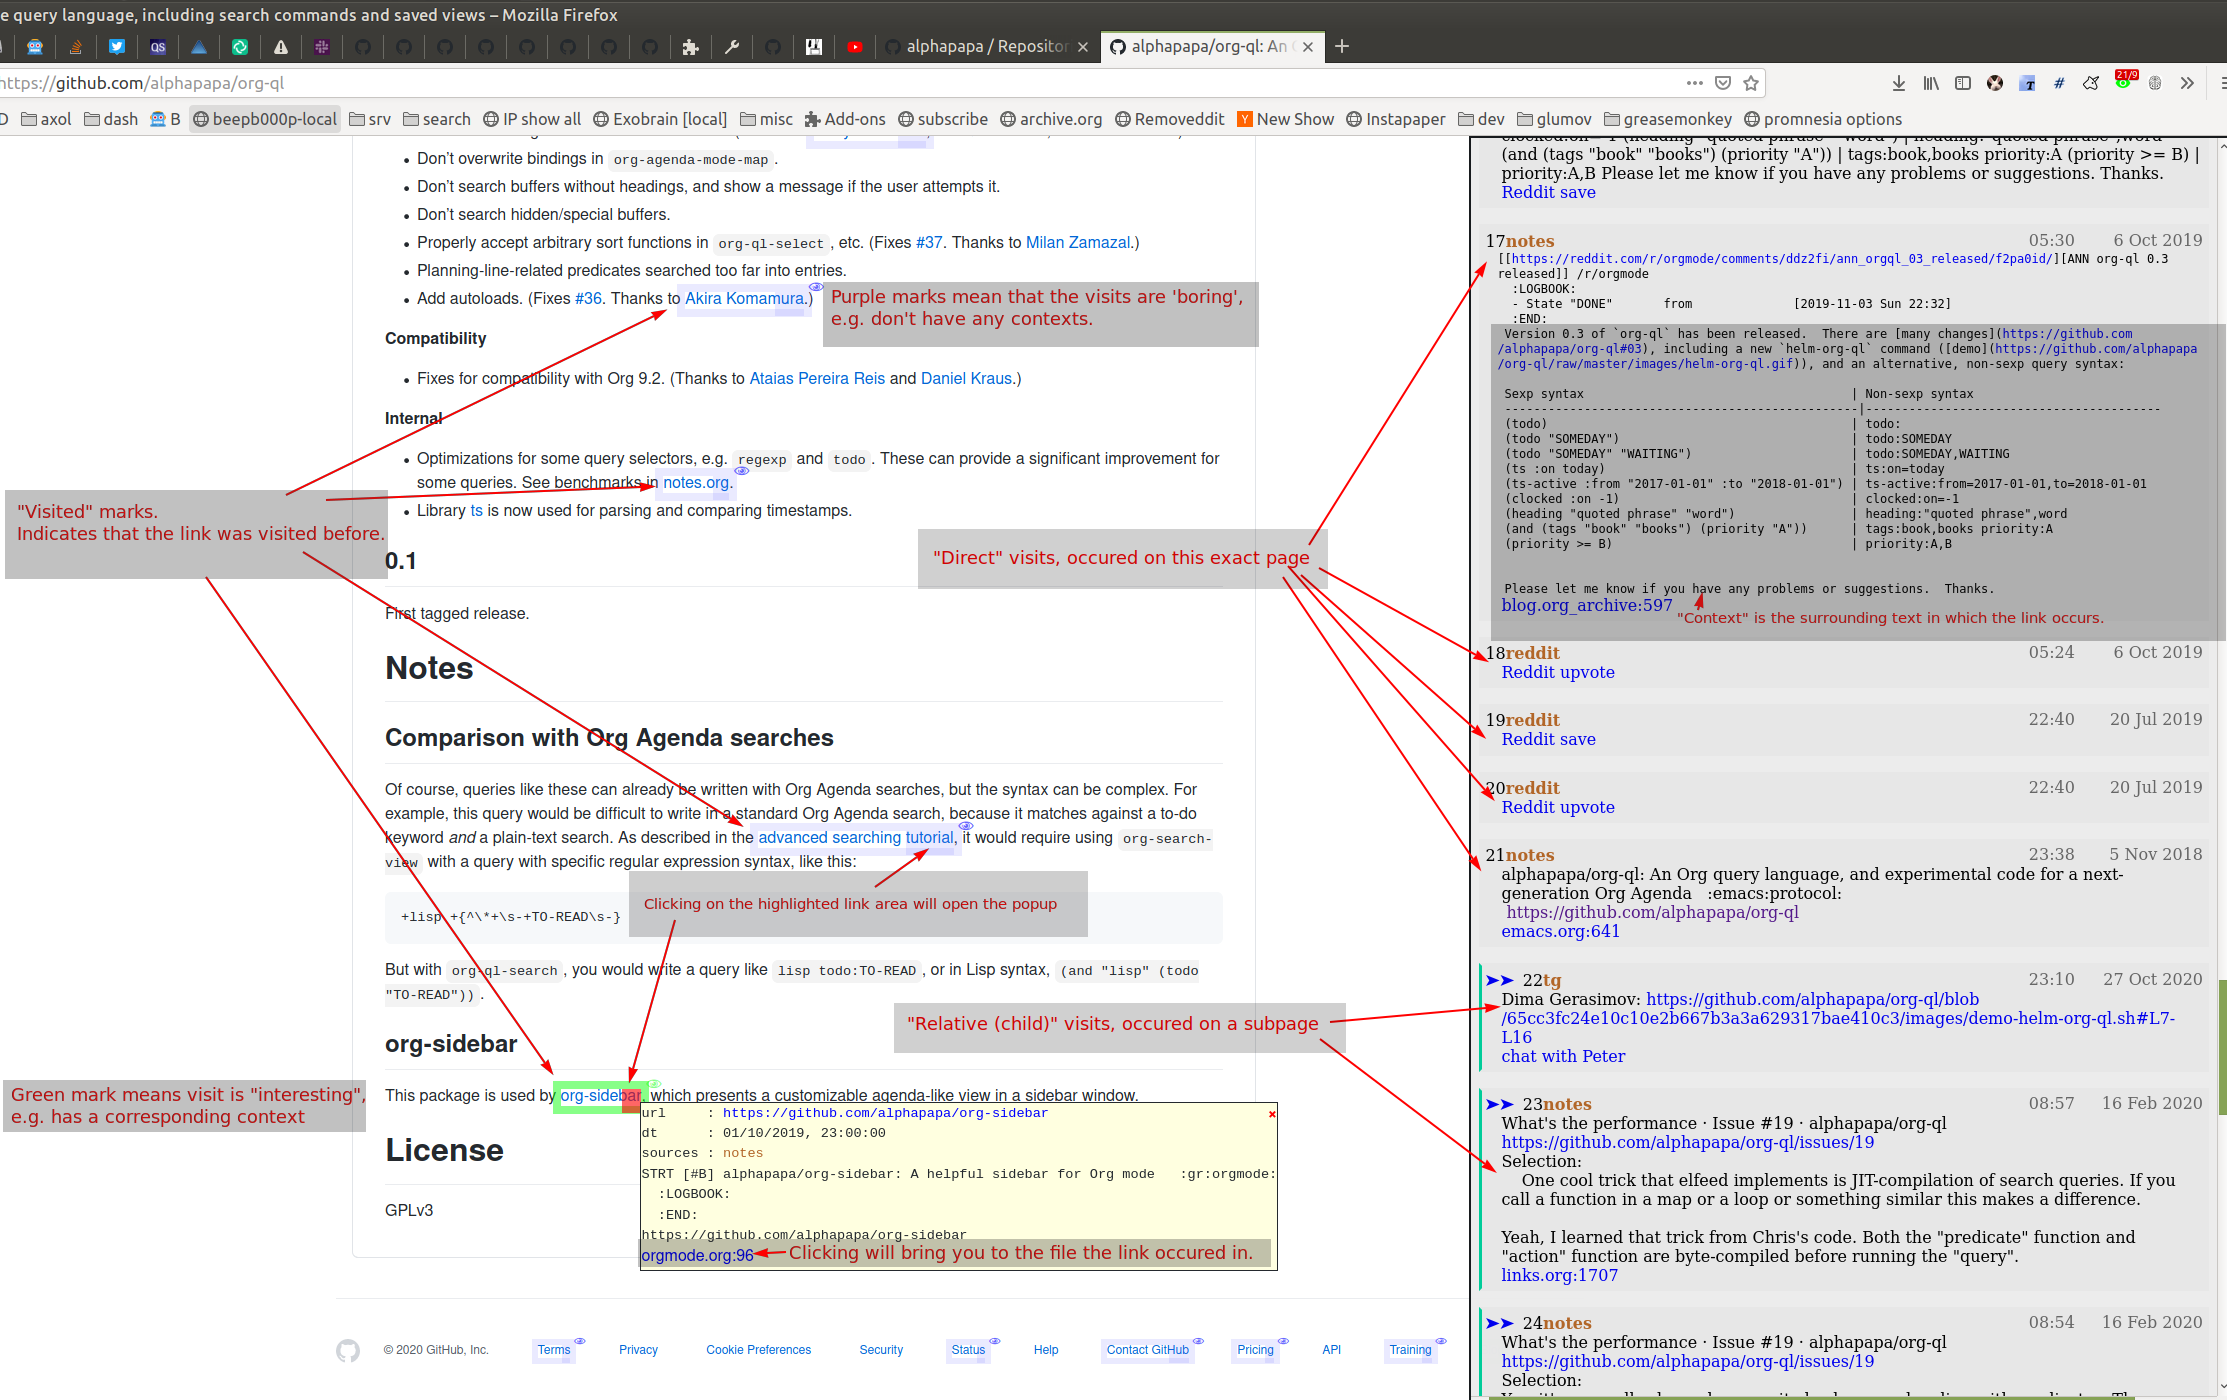 e query language, including search commands and saved views – Mozilla Firefox
alphapapa / Repositor
alphapapa/org-ql: An O
https://github.com/alphapapa/org-ql
21/9
axol dash B beepb000p-local srv search IP show all Exobrain [local] misc Add-ons subscribe archive.org Removeddit New Show Instapaper dev glumov greasemonkey promnesia options
• Don’t overwrite bindings in org-agenda-mode-map.
• Don’t search buffers without headings, and show a message if the user attempts it.
• Don’t search hidden/special buffers.
• Properly accept arbitrary sort functions in org-ql-select, etc. (Fixes #37. Thanks to Milan Zamazal.)
• Planning-line-related predicates searched too far into entries.
• Add autoloads. (Fixes #36. Thanks to Akira Komamura.)
Purple marks mean that the visits are 'boring',
e.g. don't have any contexts.
Compatibility
• Fixes for compatibility with Org 9.2. (Thanks to Ataias Pereira Reis and Daniel Kraus.)
Internal
• Optimizations for some query selectors, e.g. regexp and todo. These can provide a significant improvement for
some queries. See benchmarks in notes.org.
• Library ts is now used for parsing and comparing timestamps.
"Visited" marks.
Indicates that the link was visited before.
0.1
"Direct" visits, occured on this exact page
First tagged release.
Notes
Comparison with Org Agenda searches
Of course, queries like these can already be written with Org Agenda searches, but the syntax can be complex. For
example, this query would be difficult to write in a standard Org Agenda search, because it matches against a to-do
keyword and a plain-text search. As described in the advanced searching tutorial, it would require using org-search-
view with a query with specific regular expression syntax, like this:
Clicking on the highlighted link area will open the popup
+lisp +{^\*+\s-+TO-READ\s-}
But with org-ql-search, you would write a query like lisp todo:TO-READ, or in Lisp syntax, (and "lisp" (todo
"TO-READ")).
"Relative (child)" visits, occured on a subpage
org-sidebar
This package is used by org-sidebar, which presents a customizable agenda-like view in a sidebar window.
Green mark means visit is "interesting",
e.g. has a corresponding context
url : https://github.com/alphapapa/org-sidebar
dt : 01/10/2019, 23:00:00
sources : notes
STRT [#B] alphapapa/org-sidebar: A helpful sidebar for Org mode :gr:orgmode:
:LOGBOOK:
:END:
https://github.com/alphapapa/org-sidebar
orgmode.org:96
Clicking will bring you to the file the link occured in.
License
GPLv3
© 2020 GitHub, Inc. Terms Privacy Cookie Preferences Security Status Help Contact GitHub Pricing API Training
(and (tags "book" "books") (priority "A")) | tags:book,books priority:A (priority >= B) |
priority:A,B Please let me know if you have any problems or suggestions. Thanks.
Reddit save
17notes 05:30 6 Oct 2019
[[https://reddit.com/r/orgmode/comments/ddz2fi/ann_orgql_03_released/f2pa0id/][ANN org-ql 0.3
released]] /r/orgmode
:LOGBOOK:
- State "DONE" from [2019-11-03 Sun 22:32]
:END:
Version 0.3 of `org-ql` has been released. There are [many changes](https://github.com
/alphapapa/org-ql#03), including a new `helm-org-ql` command ([demo](https://github.com/alphapapa
/org-ql/raw/master/images/helm-org-ql.gif)), and an alternative, non-sexp query syntax:
Sexp syntax | Non-sexp syntax
-----------------------------------------------|---------------------------------------
(todo) | todo:
(todo "SOMEDAY") | todo:SOMEDAY
(todo "SOMEDAY" "WAITING") | todo:SOMEDAY,WAITING
(ts :on today) | ts:on=today
(ts-active :from "2017-01-01" :to "2018-01-01") | ts-active:from=2017-01-01,to=2018-01-01
(clocked :on -1) | clocked:on=-1
(heading "quoted phrase" "word") | heading:"quoted phrase",word
(and (tags "book" "books") (priority "A")) | tags:book,books priority:A
(priority >= B) | priority:A,B
Please let me know if you have any problems or suggestions. Thanks.
blog.org_archive:597
"Context" is the surrounding text in which the link occurs.
18reddit 05:24 6 Oct 2019
Reddit upvote
19reddit 22:40 20 Jul 2019
Reddit save
20reddit 22:40 20 Jul 2019
Reddit upvote
21notes 23:38 5 Nov 2018
alphapapa/org-ql: An Org query language, and experimental code for a next-
generation Org Agenda :emacs:protocol:
https://github.com/alphapapa/org-ql
emacs.org:641
22tg 23:10 27 Oct 2020
Dima Gerasimov: https://github.com/alphapapa/org-ql/blob
/65cc3fc24e10c10e2b667b3a3a629317bae410c3/images/demo-helm-org-ql.sh#L7-
L16
chat with Peter
23notes 08:57 16 Feb 2020
What's the performance · Issue #19 · alphapapa/org-ql
https://github.com/alphapapa/org-ql/issues/19
Selection:
One cool trick that elfeed implements is JIT-compilation of search queries. If you
call a function in a map or a loop or something similar this makes a difference.
Yeah, I learned that trick from Chris's code. Both the "predicate" function and
"action" function are byte-compiled before running the "query".
links.org:1707
24notes 08:54 16 Feb 2020
What's the performance · Issue #19 · alphapapa/org-ql
https://github.com/alphapapa/org-ql/issues/19
Selection: